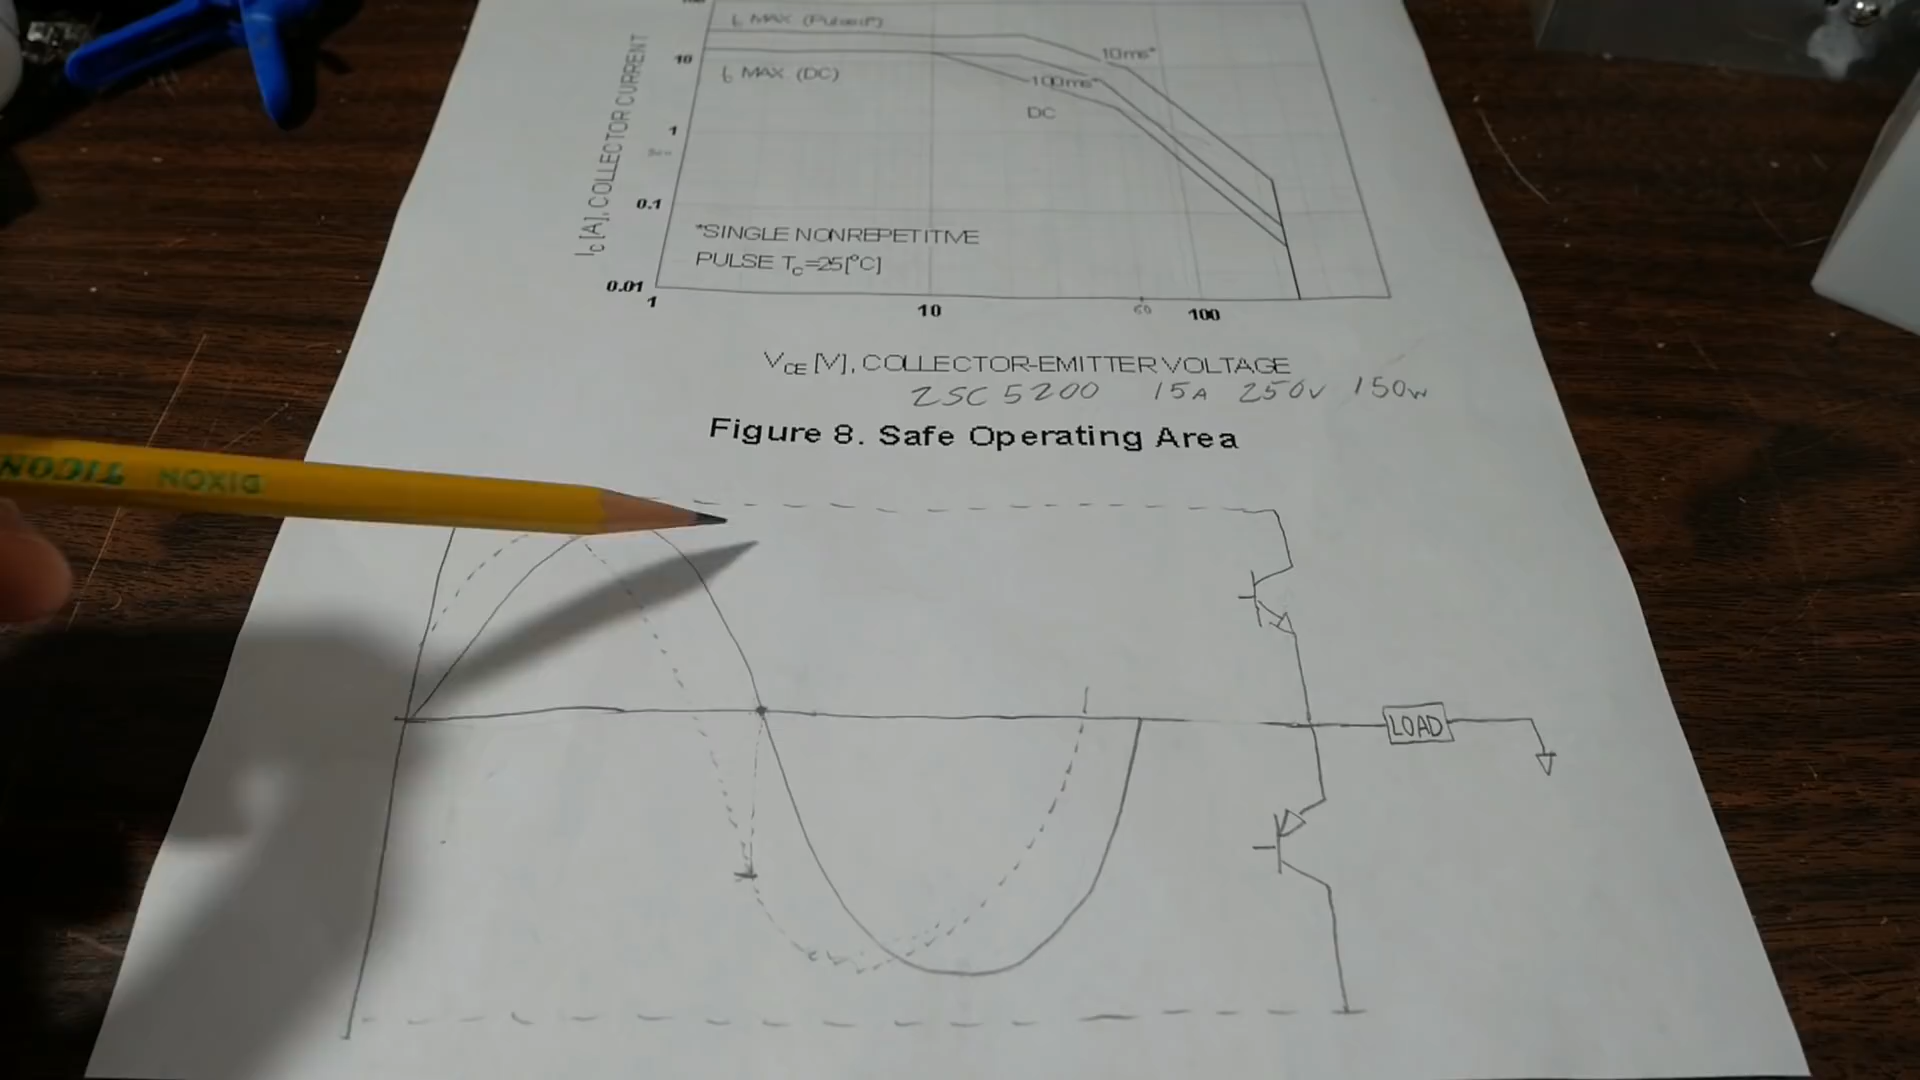 MAX (Pulsed*)
10ms*
10
MAX (DC)
100ms*
DC
IC [A], COLLECTOR CURRENT
1
0.1
*SINGLE NONREPETITIVE
PULSE TC=25[°C]
0.01
1
10
60
100
VCE [V], COLLECTOR-EMITTER VOLTAGE
2SC5200 15A 250V 150W
Figure 8. Safe Operating Area
DIXON TICON
LOAD